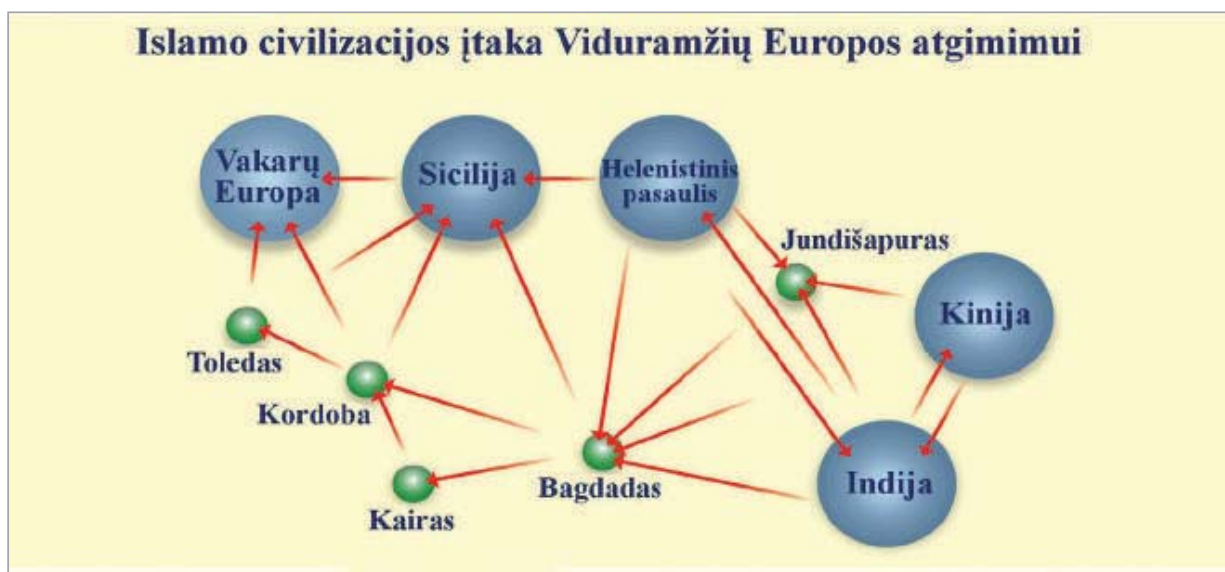 Islamo civilizacijos įtaka Viduramžių Europos atgimimui
Vakarų
Europa
Sicilija
Helenistinis
pasaulis
Jundišapuras
Kinija
Toledas
Kordoba
Kairas
Bagdadas
Indija